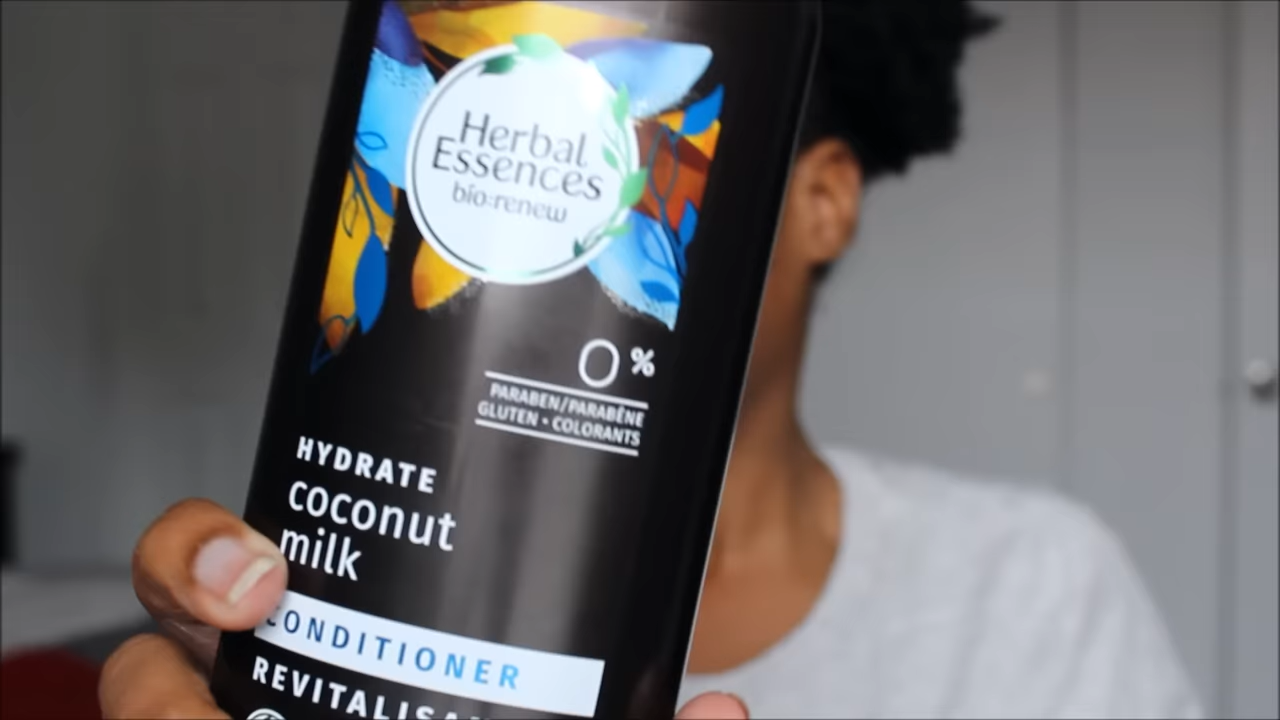 Herbal
Essences
bio:renew
0%
PARABEN/PARABÈNE
GLUTEN • COLORANTS
HYDRATE
coconut
milk
CONDITIONER